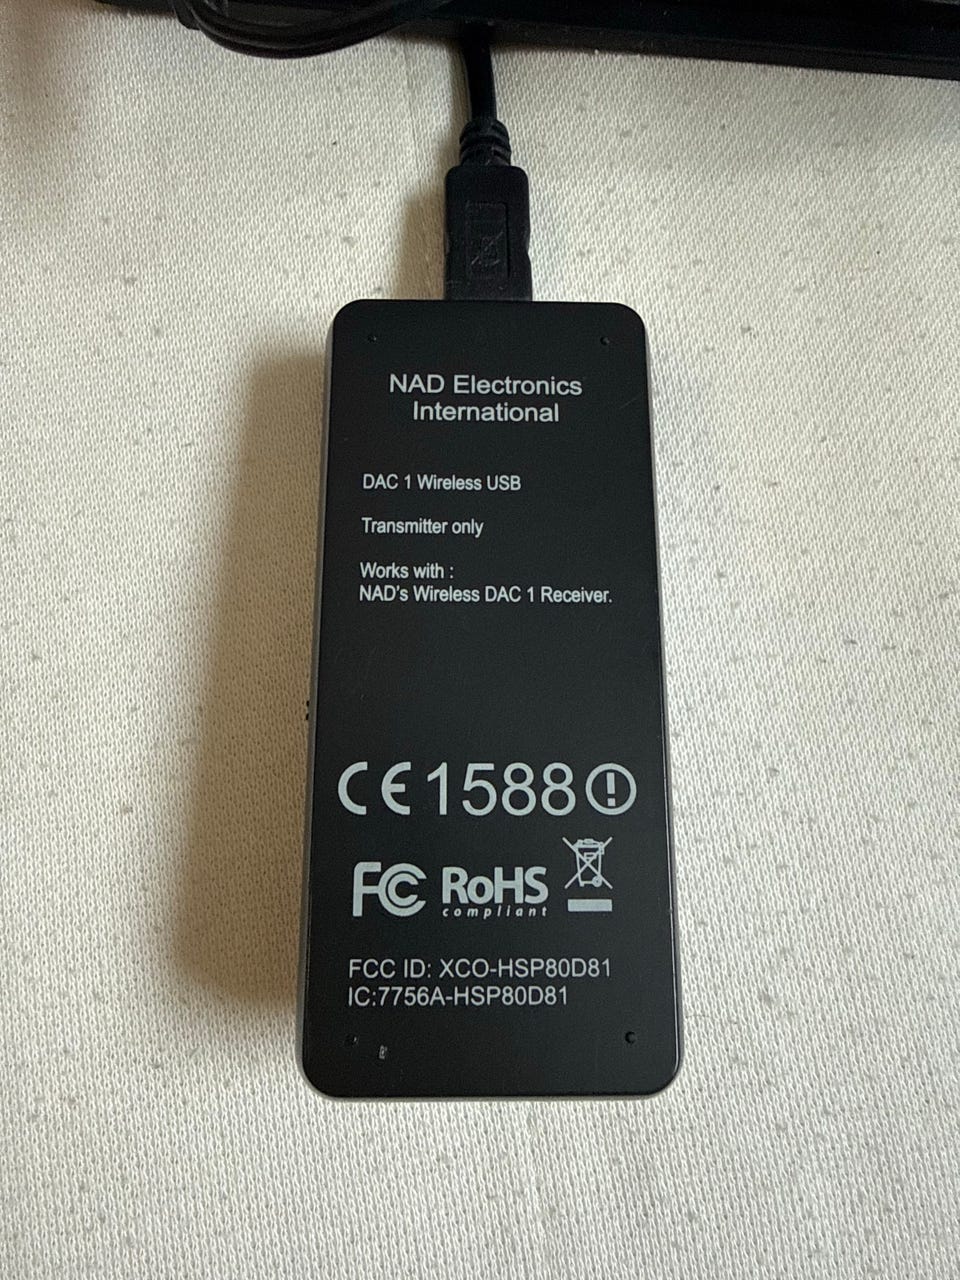 NAD Electronics
International
DAC 1 Wireless USB
Transmitter only
Works with :
NAD's Wireless DAC 1 Receiver.
CE1588
FC RoHS
compliant
FCC ID: XCO-HSP80D81
IC:7756A-HSP80D81